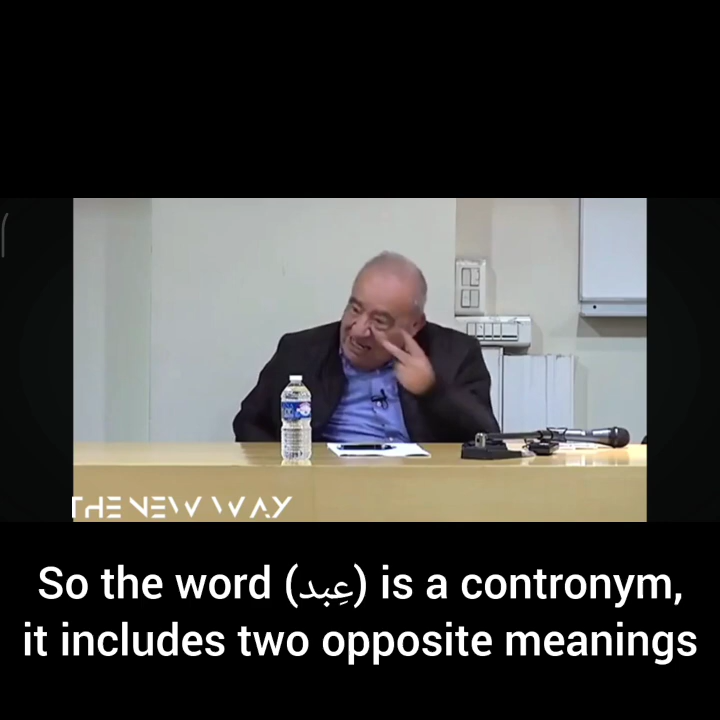 THE NEW WAY
So the word (عِبد) is a contronym,
it includes two opposite meanings